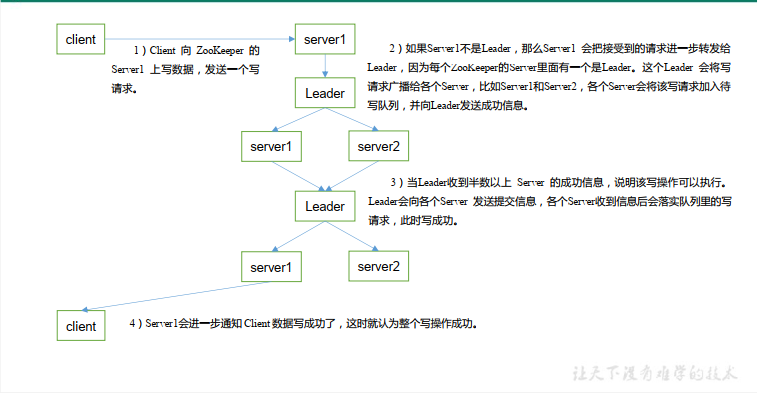 client
server1
1）Client 向 ZooKeeper 的
Server1 上写数据，发送一个写
请求。
2）如果Server1不是Leader，那么Server1 会把接受到的请求进一步转发给
Leader，因为每个ZooKeeper的Server里面有一个是Leader。这个Leader 会将写
请求广播给各个Server，比如Server1和Server2，各个Server会将该写请求加入待
写队列，并向Leader发送成功信息。
Leader
server1
server2
3）当Leader收到半数以上 Server 的成功信息，说明该写操作可以执行。
Leader会向各个Server 发送提交信息，各个Server收到信息后会落实队列里的写
请求，此时写成功。
Leader
server1
server2
client
4）Server1会进一步通知 Client 数据写成功了，这时就认为整个写操作成功。
让天下没有难学的技术